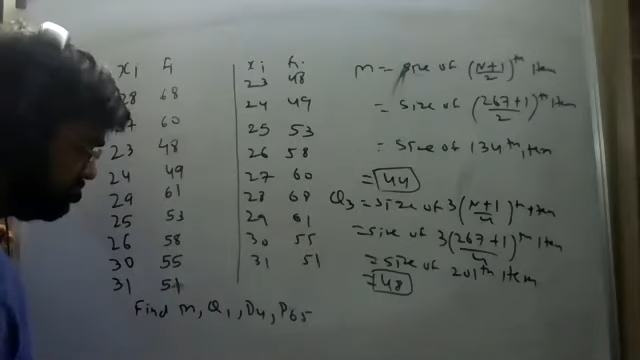 xi fi
28 68
27 60
23 48
24 49
29 61
25 53
26 58
30 55
31 51
Find M, Q1, D4, P65
xi fi
23 48
24 49
25 53
26 58
27 60
28 68
29 61
30 55
31 51
M = size of (N+1/2)th item
= size of (267+1/2)th item
= size of 134th item
= 44
Q3 = size of 3(N+1/4)th item
= size of 3(267+1/4)th item
= size of 201th item
= 48